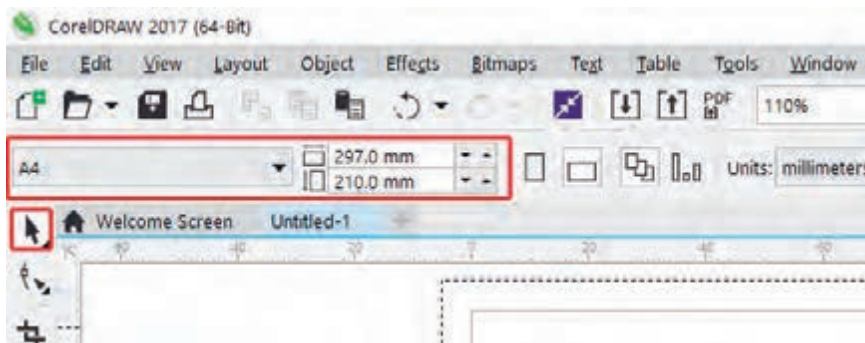 CorelDRAW 2017 (64-Bit)
File Edit View Layout Object Effects Bitmaps Text Table Tools Window
PDF 110%
A4 297.0 mm
210.0 mm
Units: millimeters
Welcome Screen Untitled-1